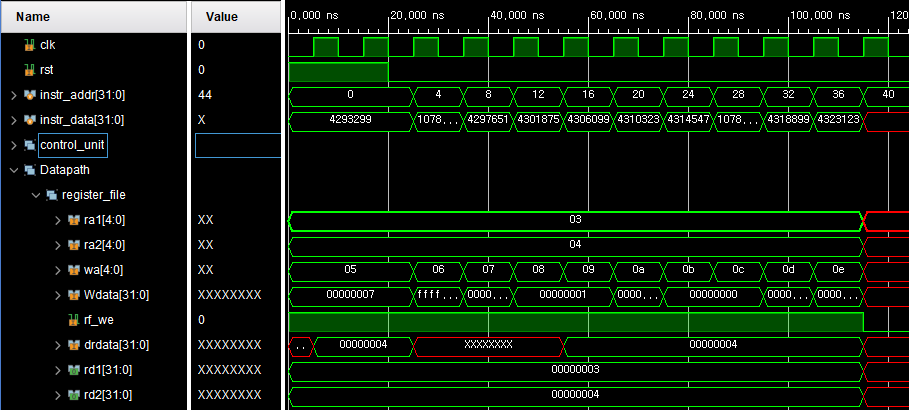 Name Value 0,000 ns 20,000 ns 40,000 ns 60,000 ns 80,000 ns 100,000 ns 120
clk 0
rst 0
instr_addr[31:0] 44 0 4 8 12 16 20 24 28 32 36 40
instr_data[31:0] X 4293299 1078... 4297651 4301875 4306099 4310323 4314547 1078... 4318899 4323123
control_unit
Datapath
register_file
ra1[4:0] XX 03
ra2[4:0] XX 04
wa[4:0] XX 05 06 07 08 09 0a 0b 0c 0d 0e
Wdata[31:0] XXXXXXXX 00000007 ffff... 0000... 00000001 0000... 00000000 0000... 0000...
rf_we 0
drdata[31:0] XXXXXXXX .. 00000004 XXXXXXXX 00000004
rd1[31:0] XXXXXXXX 00000003
rd2[31:0] XXXXXXXX 00000004